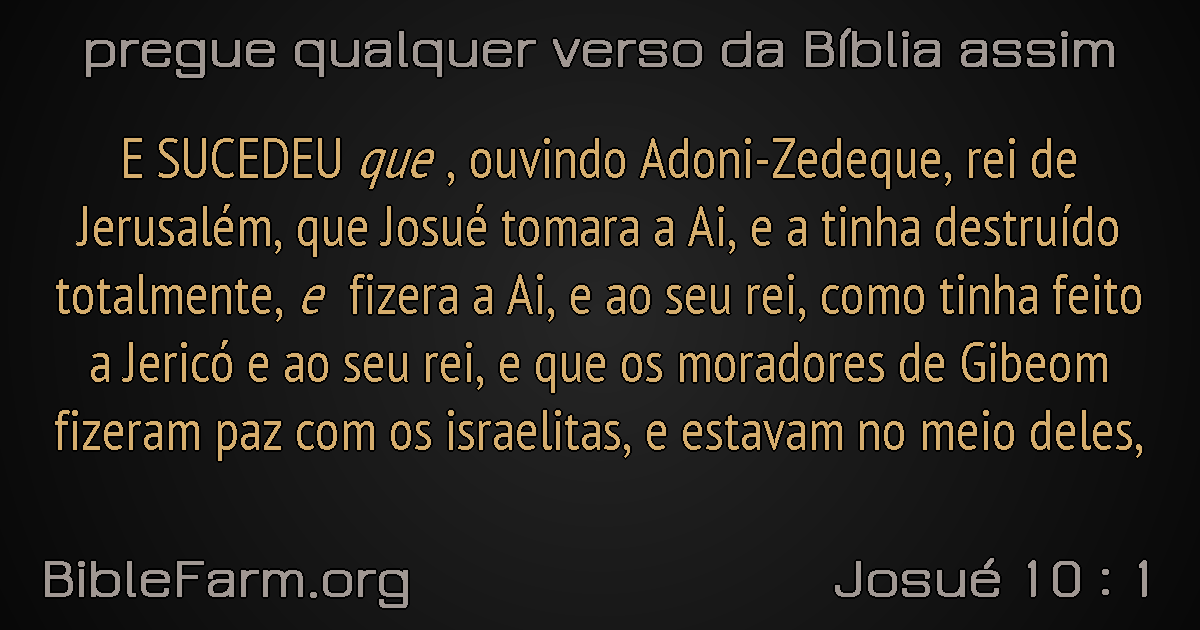 pregue qualquer verso da Bíblia assim
E SUCEDEU que , ouvindo Adoni-Zedeque, rei de
Jerusalém, que Josué tomara a Ai, e a tinha destruído
totalmente, e fizera a Ai, e ao seu rei, como tinha feito
a Jericó e ao seu rei, e que os moradores de Gibeom
fizeram paz com os israelitas, e estavam no meio deles,
BibleFarm.org
Josué 10 : 1